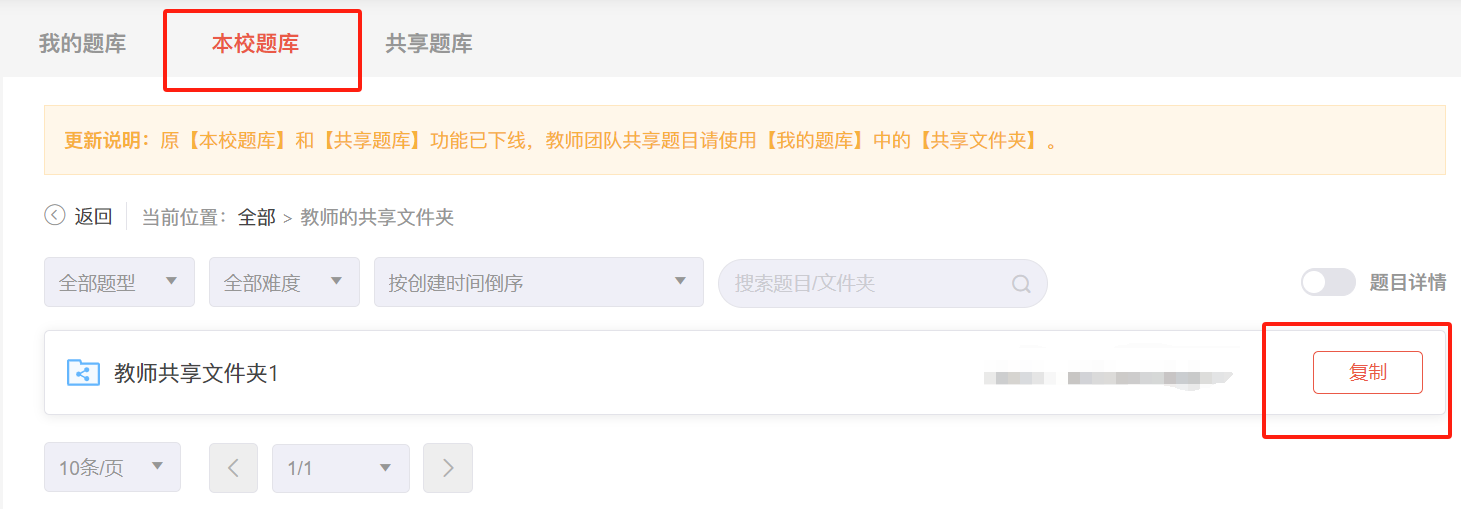 我的题库 本校题库 共享题库
更新说明：原【本校题库】和【共享题库】功能已下线，教师团队共享题目请使用【我的题库】中的【共享文件夹】。
返回 当前位置：全部 > 教师的共享文件夹
全部题型 全部难度 按创建时间倒序 搜索题目/文件夹 题目详情
教师共享文件夹1 复制
10条/页 1/1